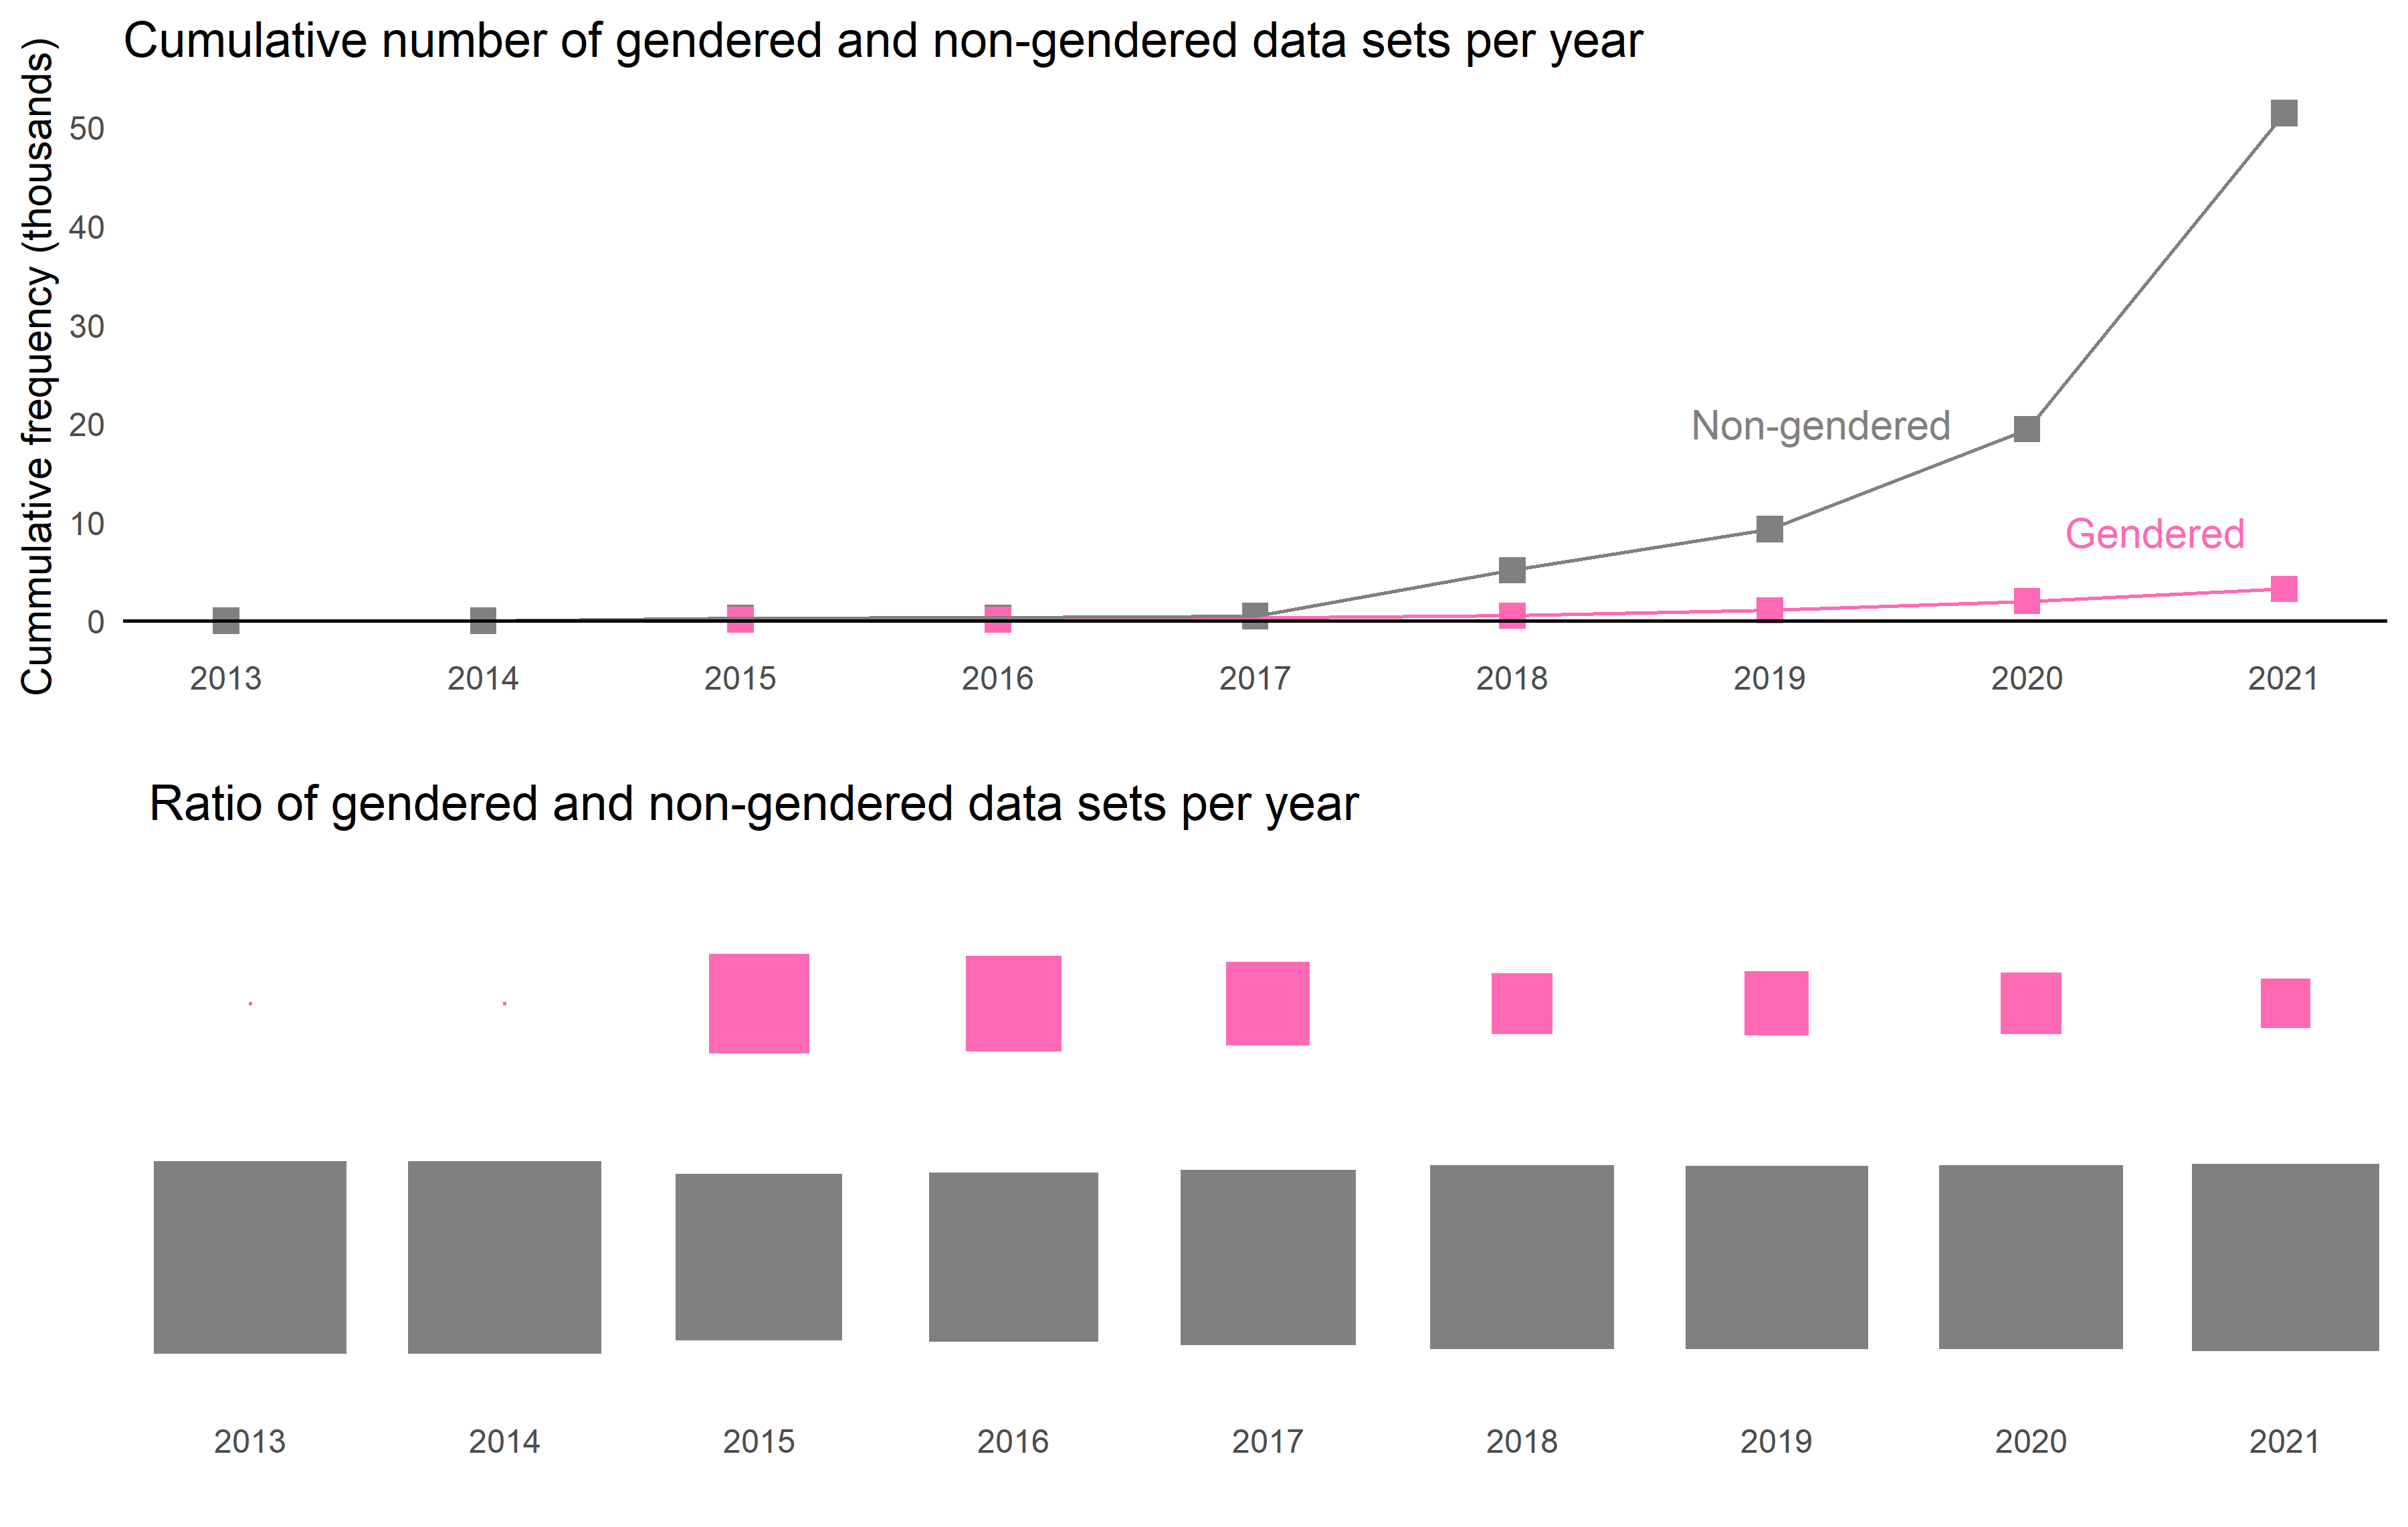 Cumulative number of gendered and non-gendered data sets per year
Cummulative frequency (thousands)
50
40
30
20
10
0
Non-gendered
Gendered
2013 2014 2015 2016 2017 2018 2019 2020 2021
Ratio of gendered and non-gendered data sets per year
2013 2014 2015 2016 2017 2018 2019 2020 2021